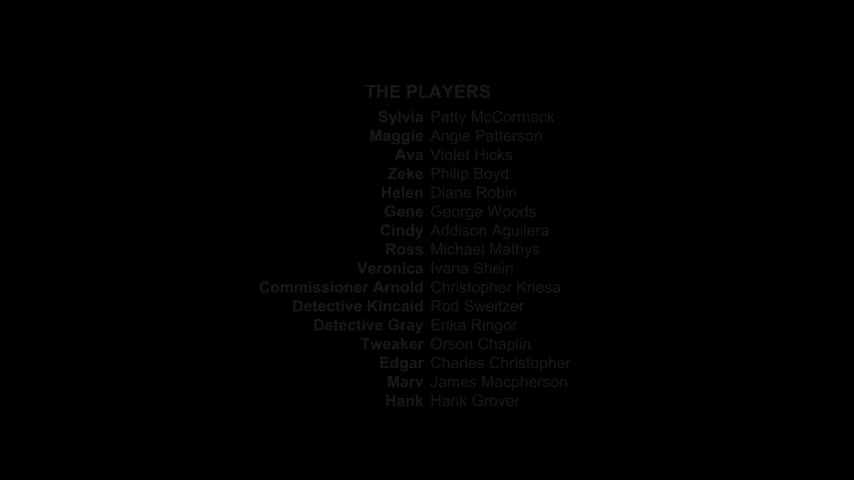 THE PLAYERS
Sylvia Patty McCormack
Maggie Angie Patterson
Ava Violet Hicks
Zeke Philip Boyd
Helen Diane Robin
Gene George Woods
Cindy Addison Aguilera
Ross Michael Mathys
Veronica Ivana Shein
Commissioner Arnold Christopher Kriesa
Detective Kincaid Rod Sweitzer
Detective Gray Erika Ringor
Tweaker Orson Chaplin
Edgar Charles Christopher
Marv James Macpherson
Hank Hank Grover